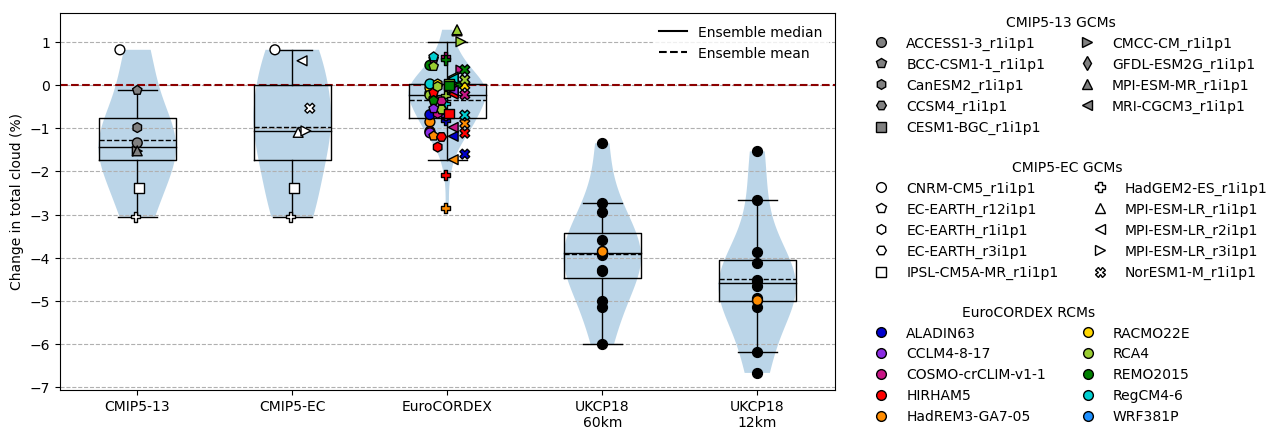 Change in total cloud (%)
1
0
−1
−2
−3
−4
−5
−6
−7
Ensemble median
Ensemble mean
CMIP5-13
CMIP5-EC
EuroCORDEX
UKCP18
60km
UKCP18
12km
CMIP5-13 GCMs
ACCESS1-3_r1i1p1
BCC-CSM1-1_r1i1p1
CanESM2_r1i1p1
CCSM4_r1i1p1
CESM1-BGC_r1i1p1
CMCC-CM_r1i1p1
GFDL-ESM2G_r1i1p1
MPI-ESM-MR_r1i1p1
MRI-CGCM3_r1i1p1
CMIP5-EC GCMs
CNRM-CM5_r1i1p1
EC-EARTH_r12i1p1
EC-EARTH_r1i1p1
EC-EARTH_r3i1p1
IPSL-CM5A-MR_r1i1p1
HadGEM2-ES_r1i1p1
MPI-ESM-LR_r1i1p1
MPI-ESM-LR_r2i1p1
MPI-ESM-LR_r3i1p1
NorESM1-M_r1i1p1
EuroCORDEX RCMs
ALADIN63
CCLM4-8-17
COSMO-crCLIM-v1-1
HIRHAM5
HadREM3-GA7-05
RACMO22E
RCA4
REMO2015
RegCM4-6
WRF381P